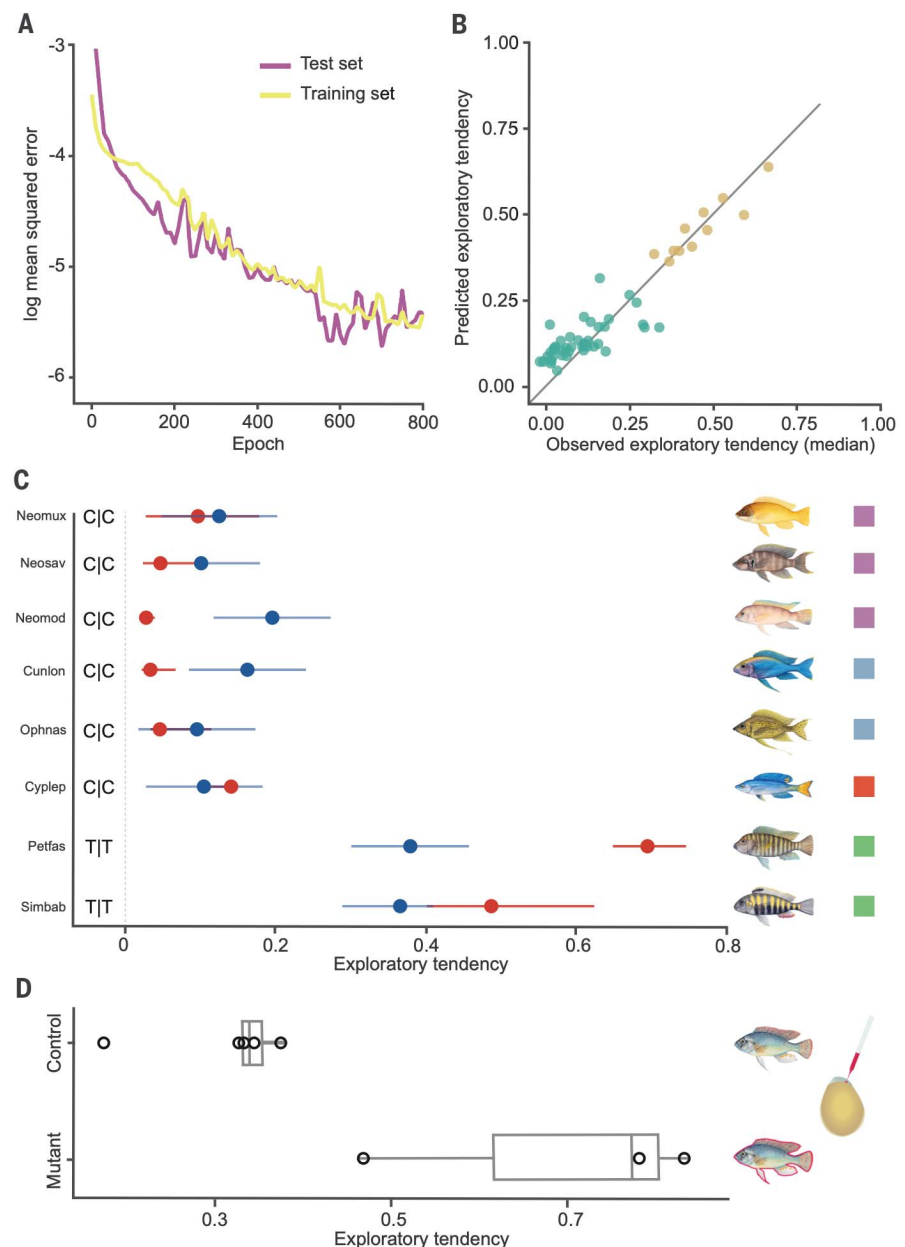 A
-3
-4
-5
-6
log mean squared error
Test set
Training set
0
200
400
600
800
Epoch
B
1.00
0.75
0.50
0.25
0.00
Predicted exploratory tendency
0.00
0.25
0.50
0.75
1.00
Observed exploratory tendency (median)
C
Neomux C|C
Neosav C|C
Neomod C|C
Cunlon C|C
Ophnas C|C
Cyplep C|C
Petfas T|T
Simbab T|T
0
0.2
0.4
0.6
0.8
Exploratory tendency
D
Control
Mutant
0.3
0.5
0.7
Exploratory tendency